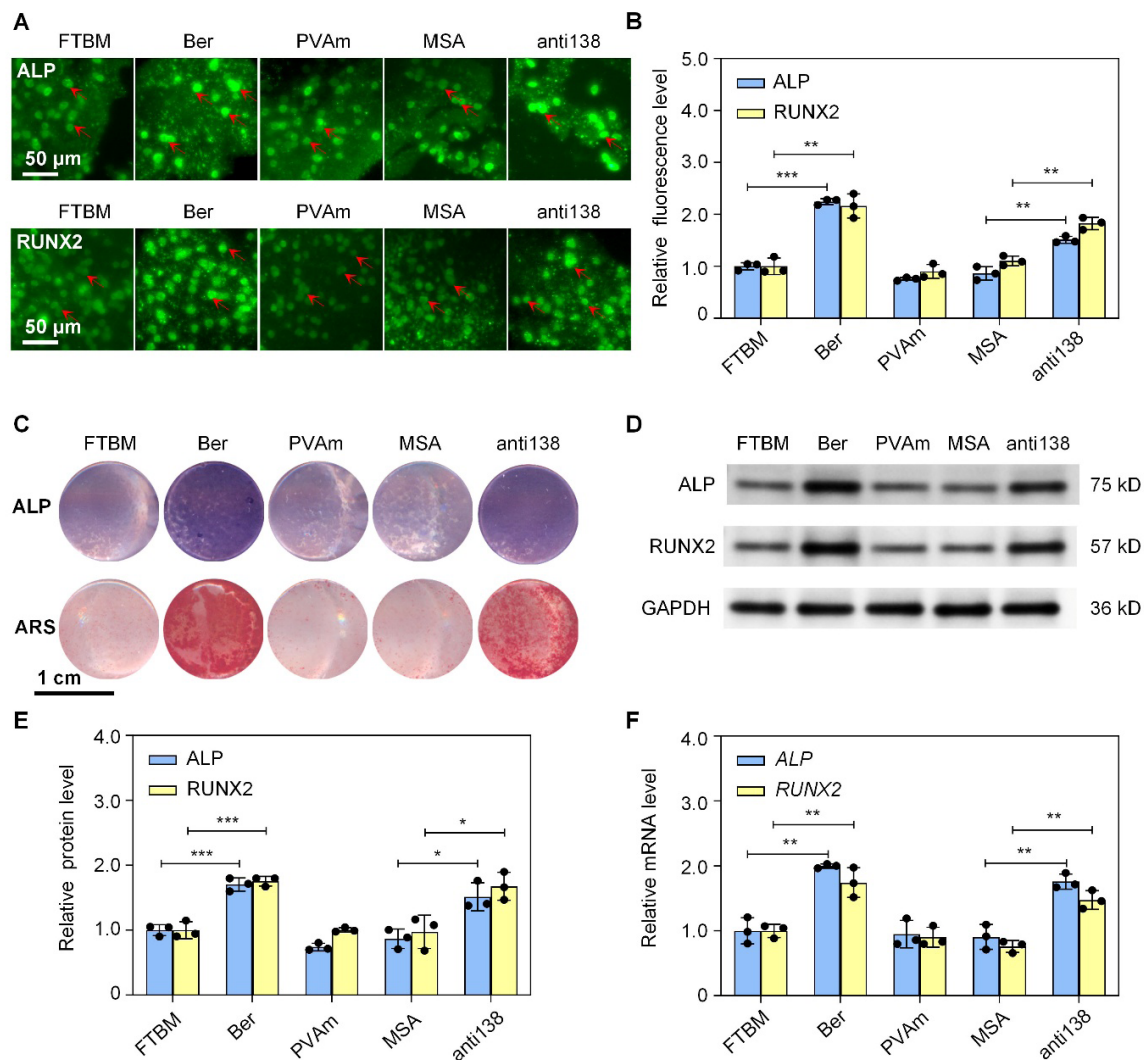 A
FTBM Ber PVAm MSA anti138
ALP
50 µm
FTBM Ber PVAm MSA anti138
RUNX2
50 µm
B
Relative fluorescence level
5.0
4.0
3.0
2.0
1.0
0.0
ALP
RUNX2
**
***
**
**
FTBM Ber PVAm MSA anti138
C
FTBM Ber PVAm MSA anti138
ALP
ARS
1 cm
D
FTBM Ber PVAm MSA anti138
ALP 75 kD
RUNX2 57 kD
GAPDH 36 kD
E
Relative protein level
4.0
3.0
2.0
1.0
0.0
ALP
RUNX2
***
***
*
*
FTBM Ber PVAm MSA anti138
F
Relative mRNA level
4.0
3.0
2.0
1.0
0.0
ALP
RUNX2
**
**
**
**
FTBM Ber PVAm MSA anti138